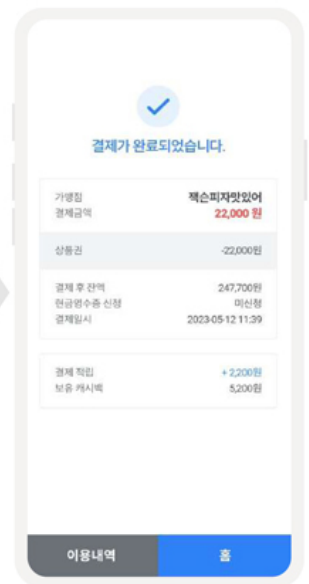 결제가 완료되었습니다.
가맹점 잭슨피자맛있어
결제금액 22,000 원
상품권 -22,000원
결제 후 잔액 247,700원
현금영수증 신청 미신청
결제일시 2023-05-12 11:39
결제 적립 +2,200원
보유 캐시백 5,200원
이용내역 홈